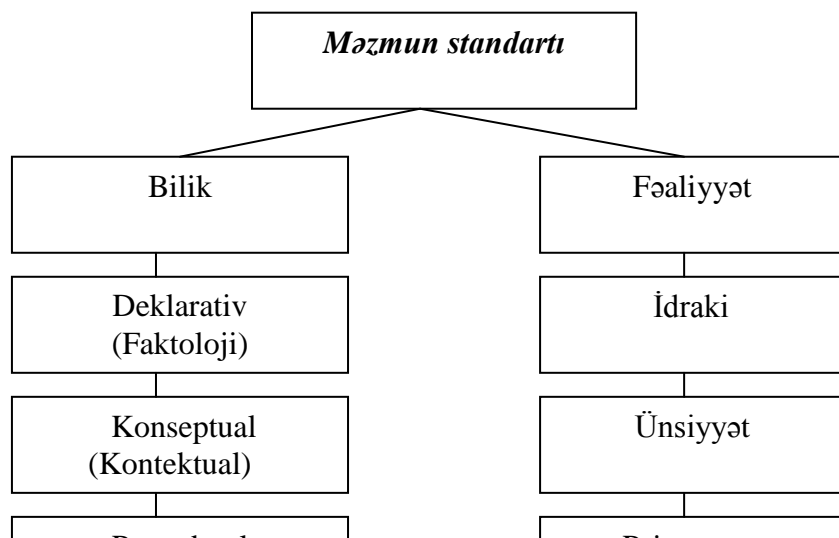 Məzmun standartı
Bilik
Fəaliyyət
Deklarativ
(Faktoloji)
İdraki
Konseptual
(Kontektual)
Ünsiyyət